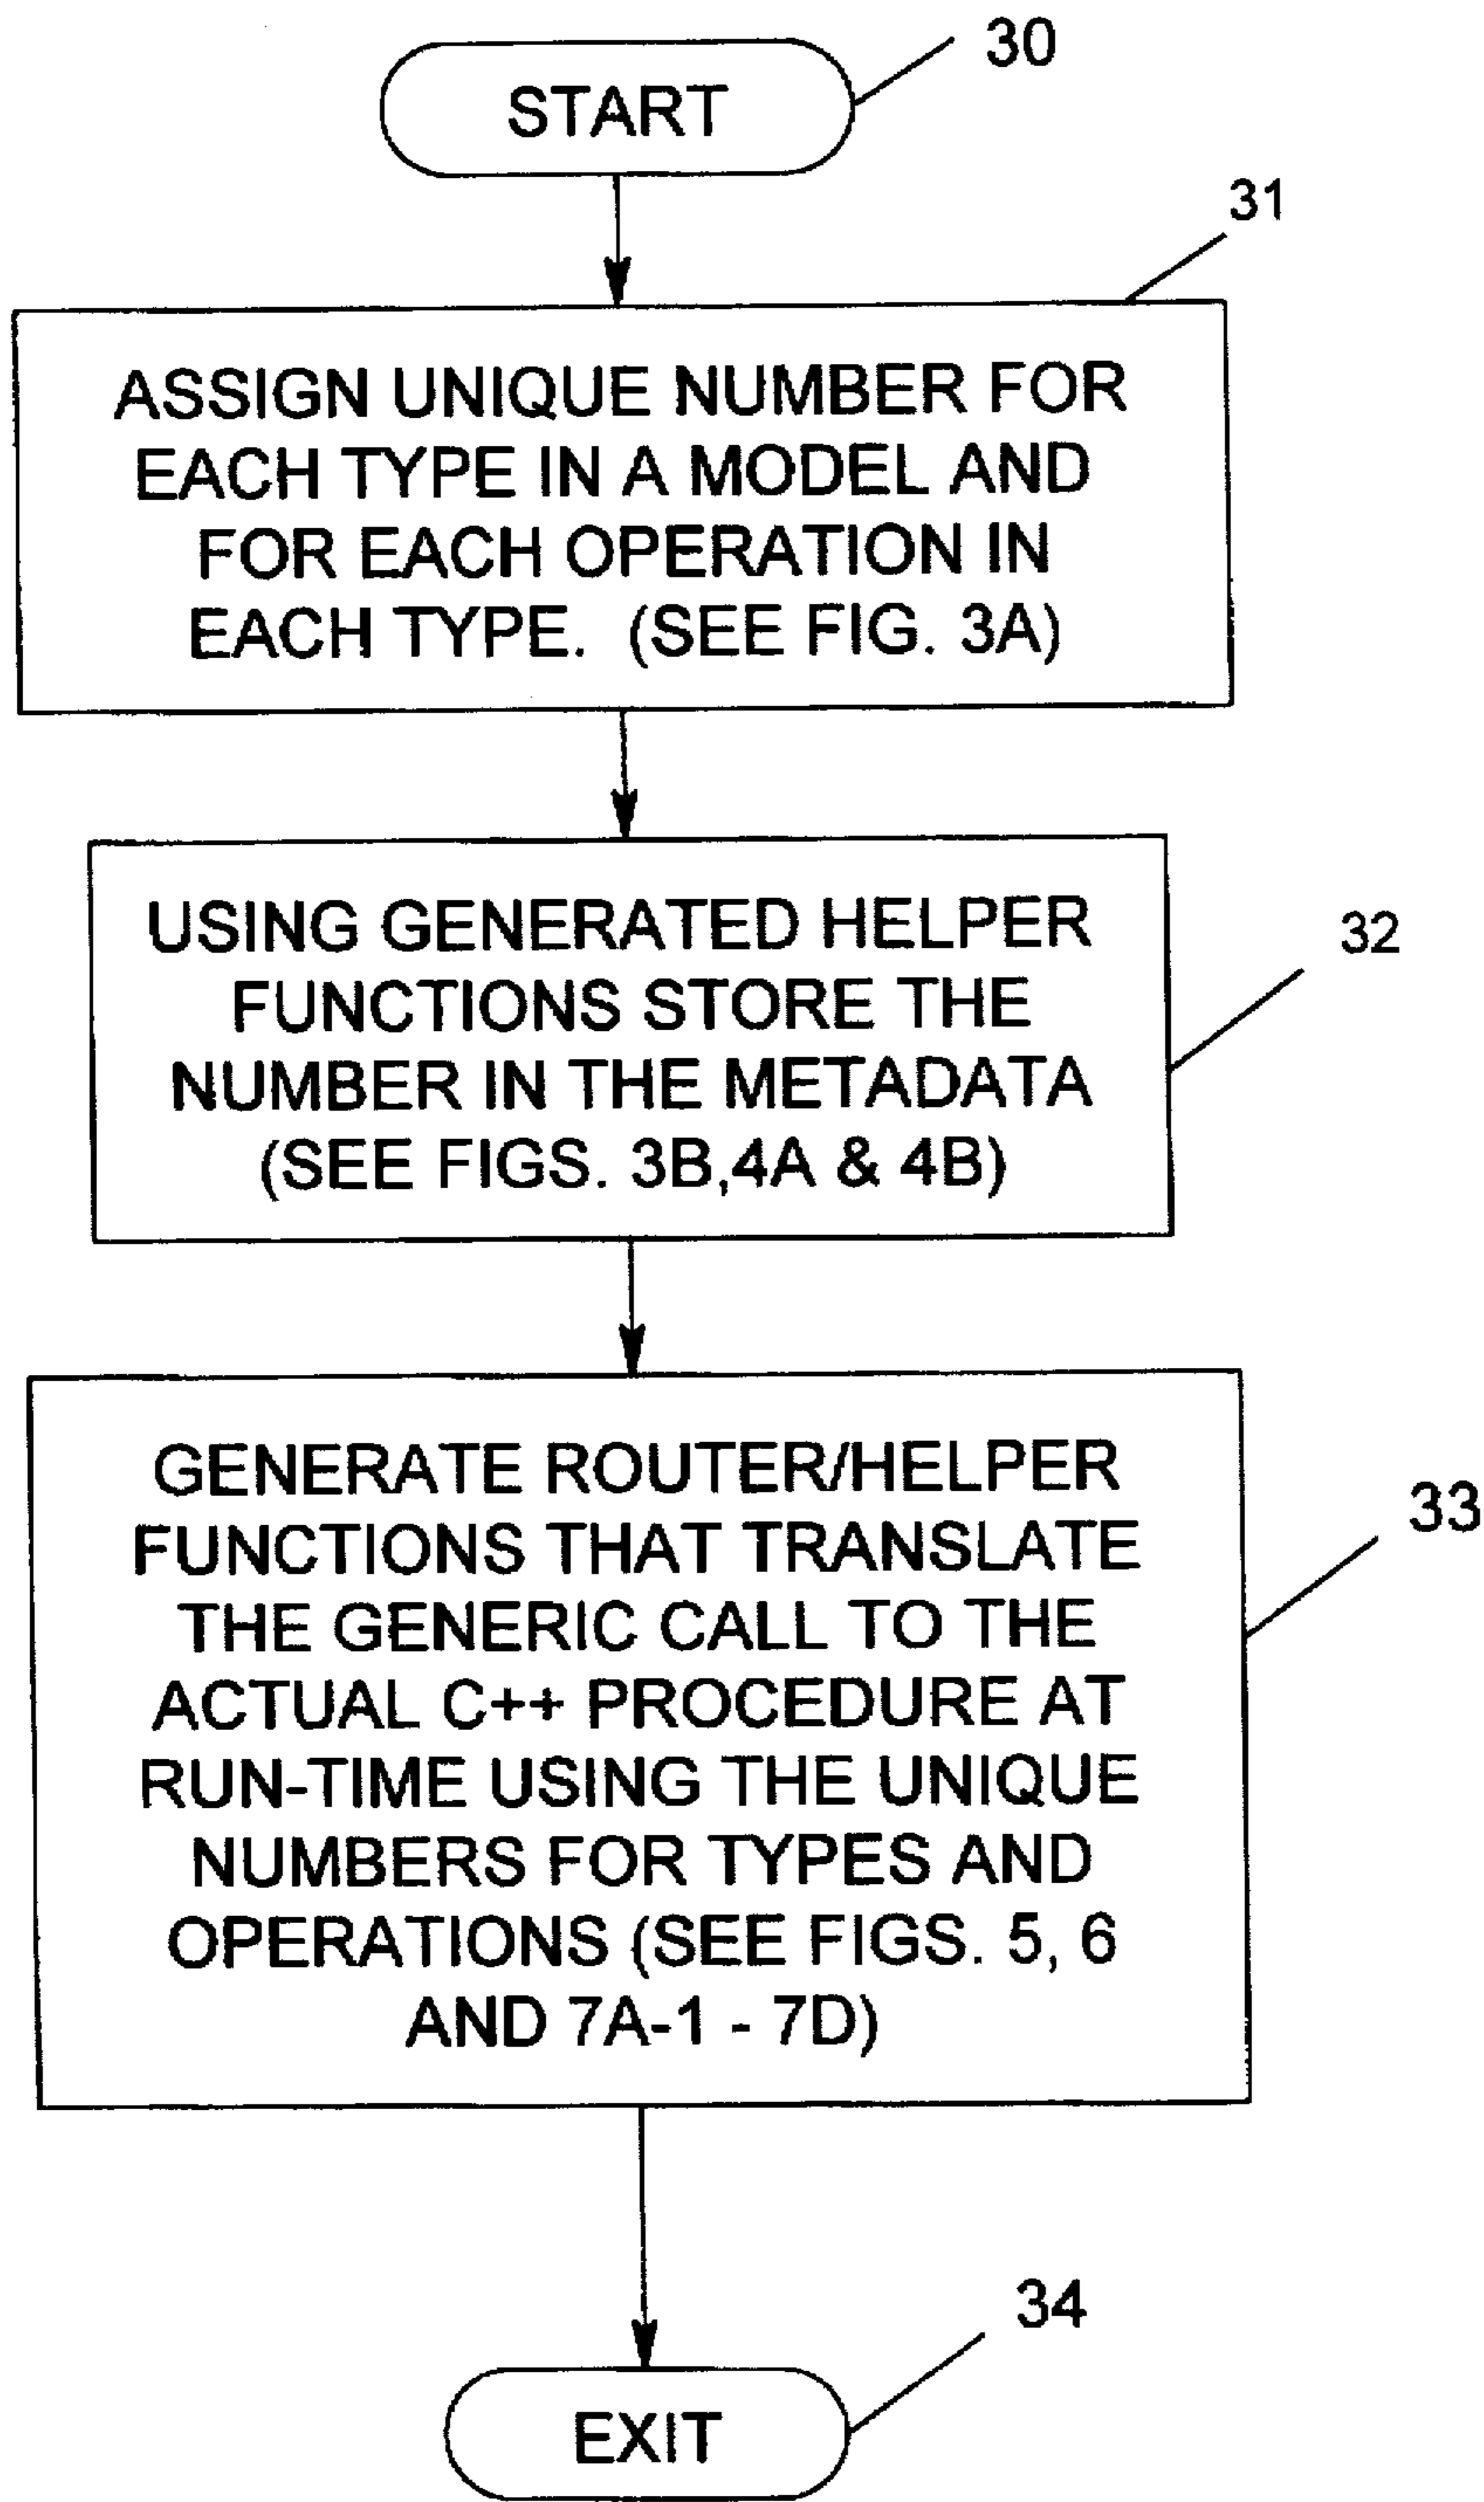 30
START
31
ASSIGN UNIQUE NUMBER FOR
EACH TYPE IN A MODEL AND
FOR EACH OPERATION IN
EACH TYPE. (SEE FIG. 3A)
32
USING GENERATED HELPER
FUNCTIONS STORE THE
NUMBER IN THE METADATA
(SEE FIGS. 3B,4A & 4B)
33
GENERATE ROUTER/HELPER
FUNCTIONS THAT TRANSLATE
THE GENERIC CALL TO THE
ACTUAL C++ PROCEDURE AT
RUN-TIME USING THE UNIQUE
NUMBERS FOR TYPES AND
OPERATIONS (SEE FIGS. 5, 6
AND 7A-1 - 7D)
34
EXIT